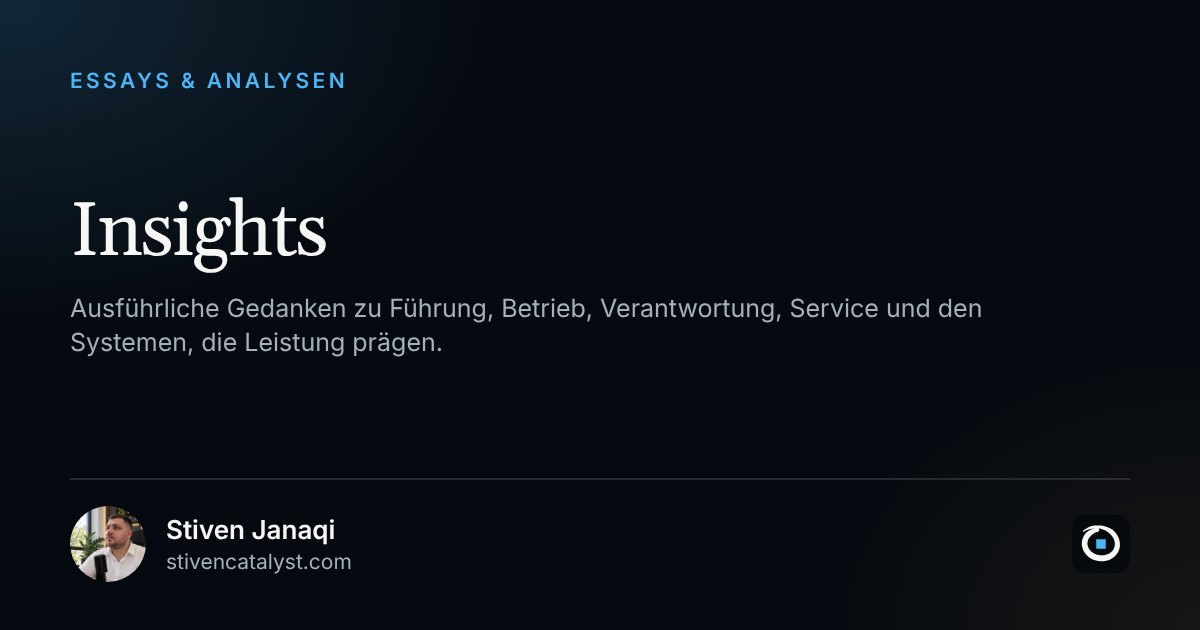 ESSAYS & ANALYSEN
Insights
Ausführliche Gedanken zu Führung, Betrieb, Verantwortung, Service und den
Systemen, die Leistung prägen.
Stiven Janaqi
stivencatalyst.com